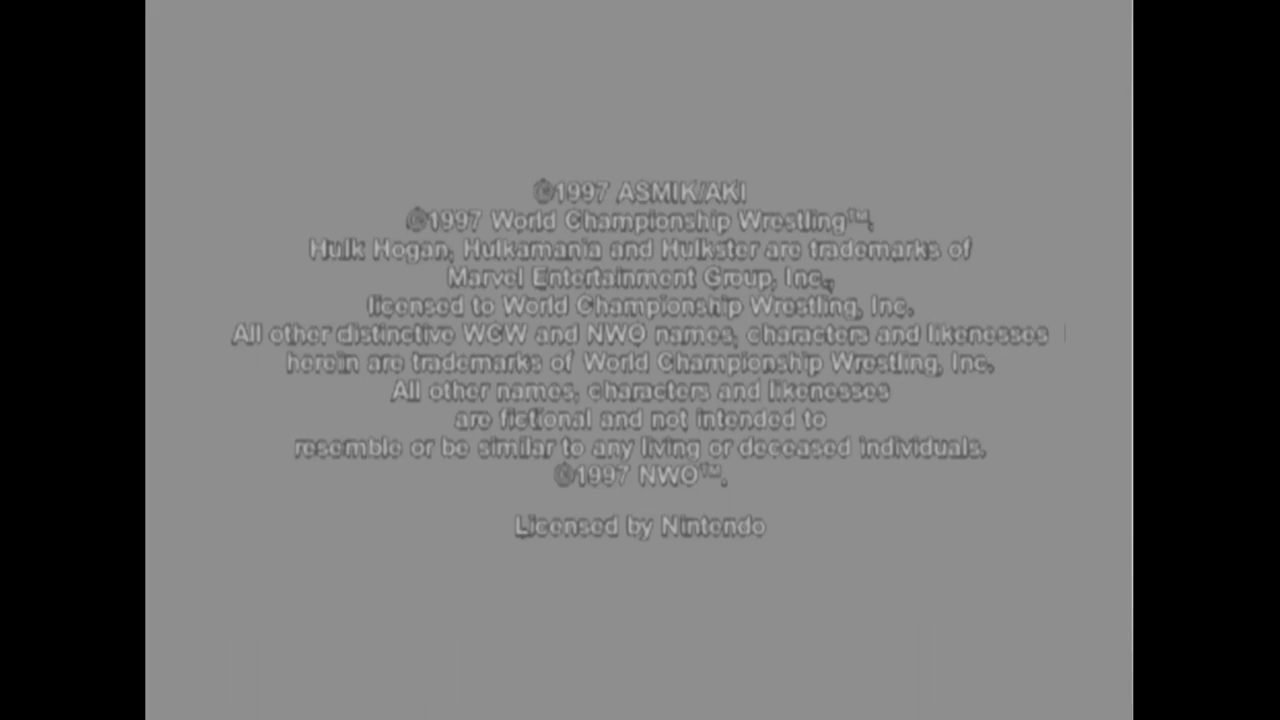 ©1997 ASMIK/AKI
©1997 World Championship Wrestling™.
Hulk Hogan, Hulkamania and Hulkster are trademarks of
Marvel Entertainment Group, Inc.,
licensed to World Championship Wrestling, Inc.
All other distinctive WCW and NWO names, characters and likenesses
herein are trademarks of World Championship Wrestling, Inc.
All other names, characters and likenesses
are fictional and not intended to
resemble or be similar to any living or deceased individuals.
©1997 NWO™.
Licensed by Nintendo